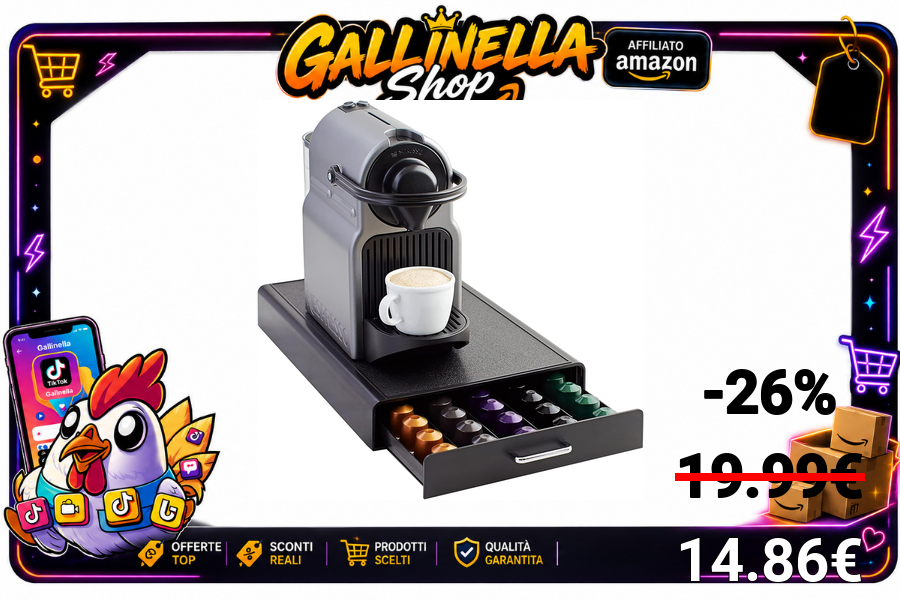 GALLINELLA
Shop
AFFILIATO
amazon
Gallinella
TikTok
Gallinella
-26%
19.99€
14.86€
OFFERTE
TOP
SCONTI
REALI
PRODOTTI
SCELTI
QUALITÀ
GARANTITA